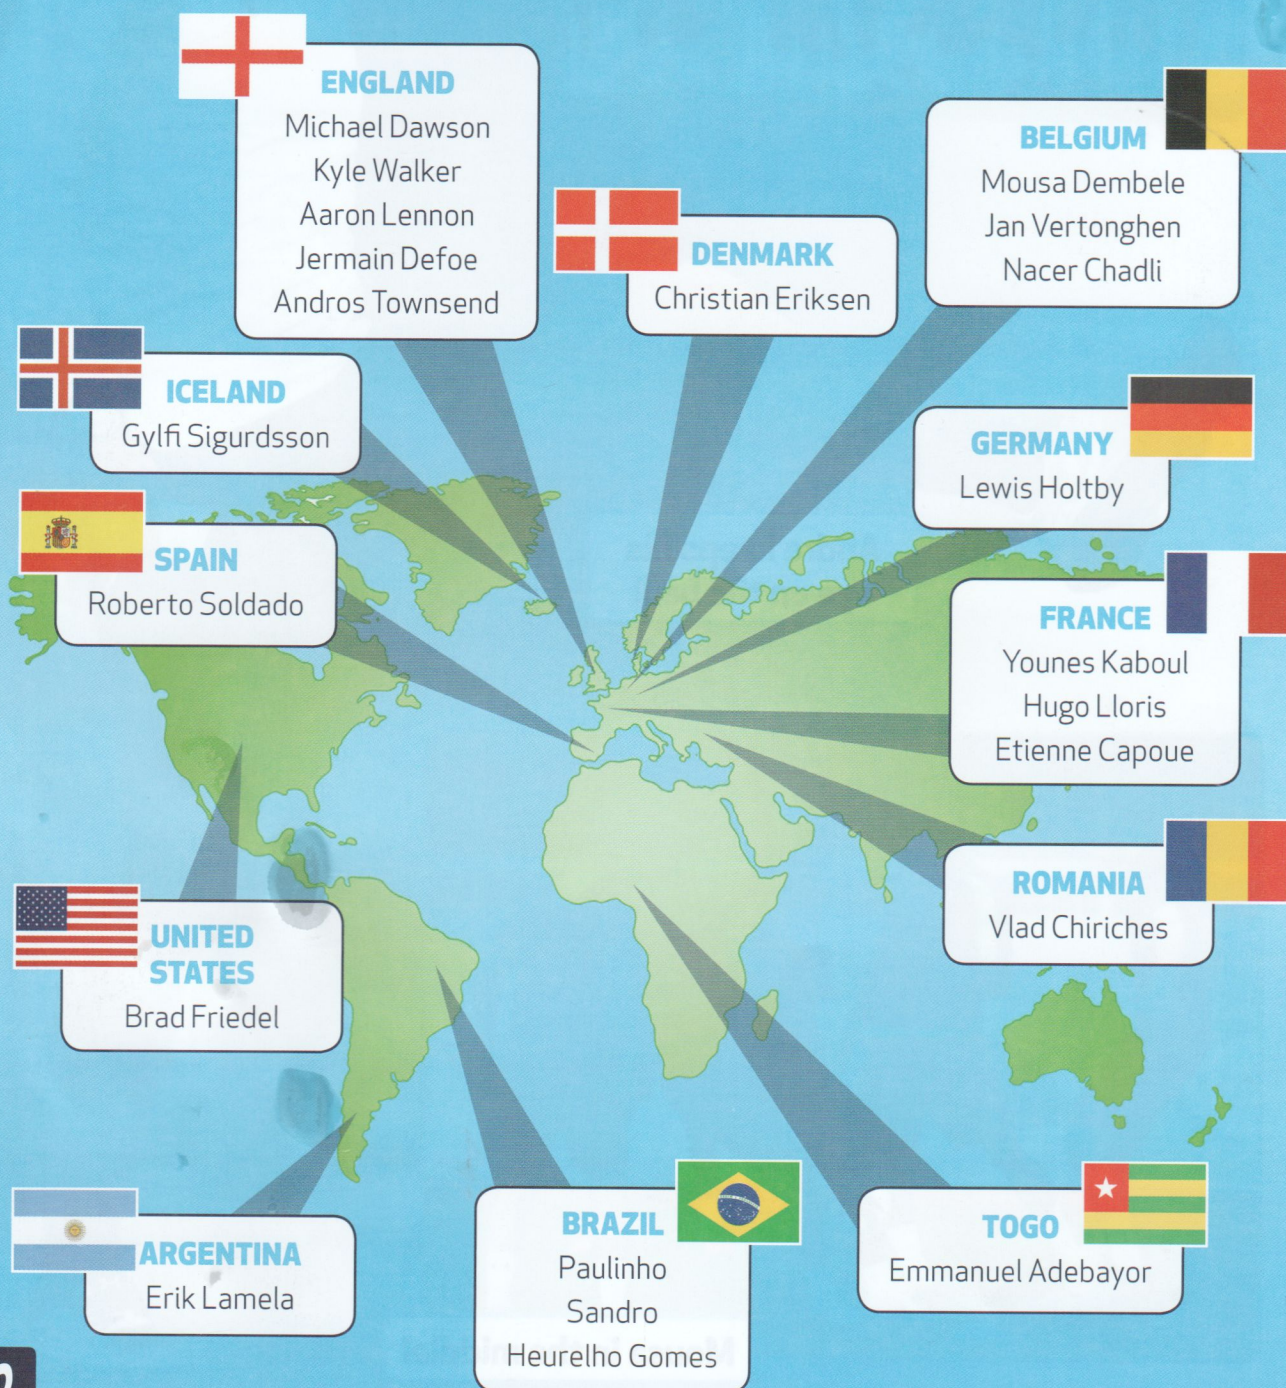 ENGLAND
Michael Dawson
Kyle Walker
Aaron Lennon
Jermain Defoe
Andros Townsend
BELGIUM
Mousa Dembele
Jan Vertonghen
Nacer Chadli
DENMARK
Christian Eriksen
ICELAND
Gylfi Sigurdsson
GERMANY
Lewis Holtby
SPAIN
Roberto Soldado
FRANCE
Younes Kaboul
Hugo Lloris
Etienne Capoue
ROMANIA
Vlad Chiriches
UNITED
STATES
Brad Friedel
ARGENTINA
Erik Lamela
BRAZIL
Paulinho
Sandro
Heurelho Gomes
TOGO
Emmanuel Adebayor